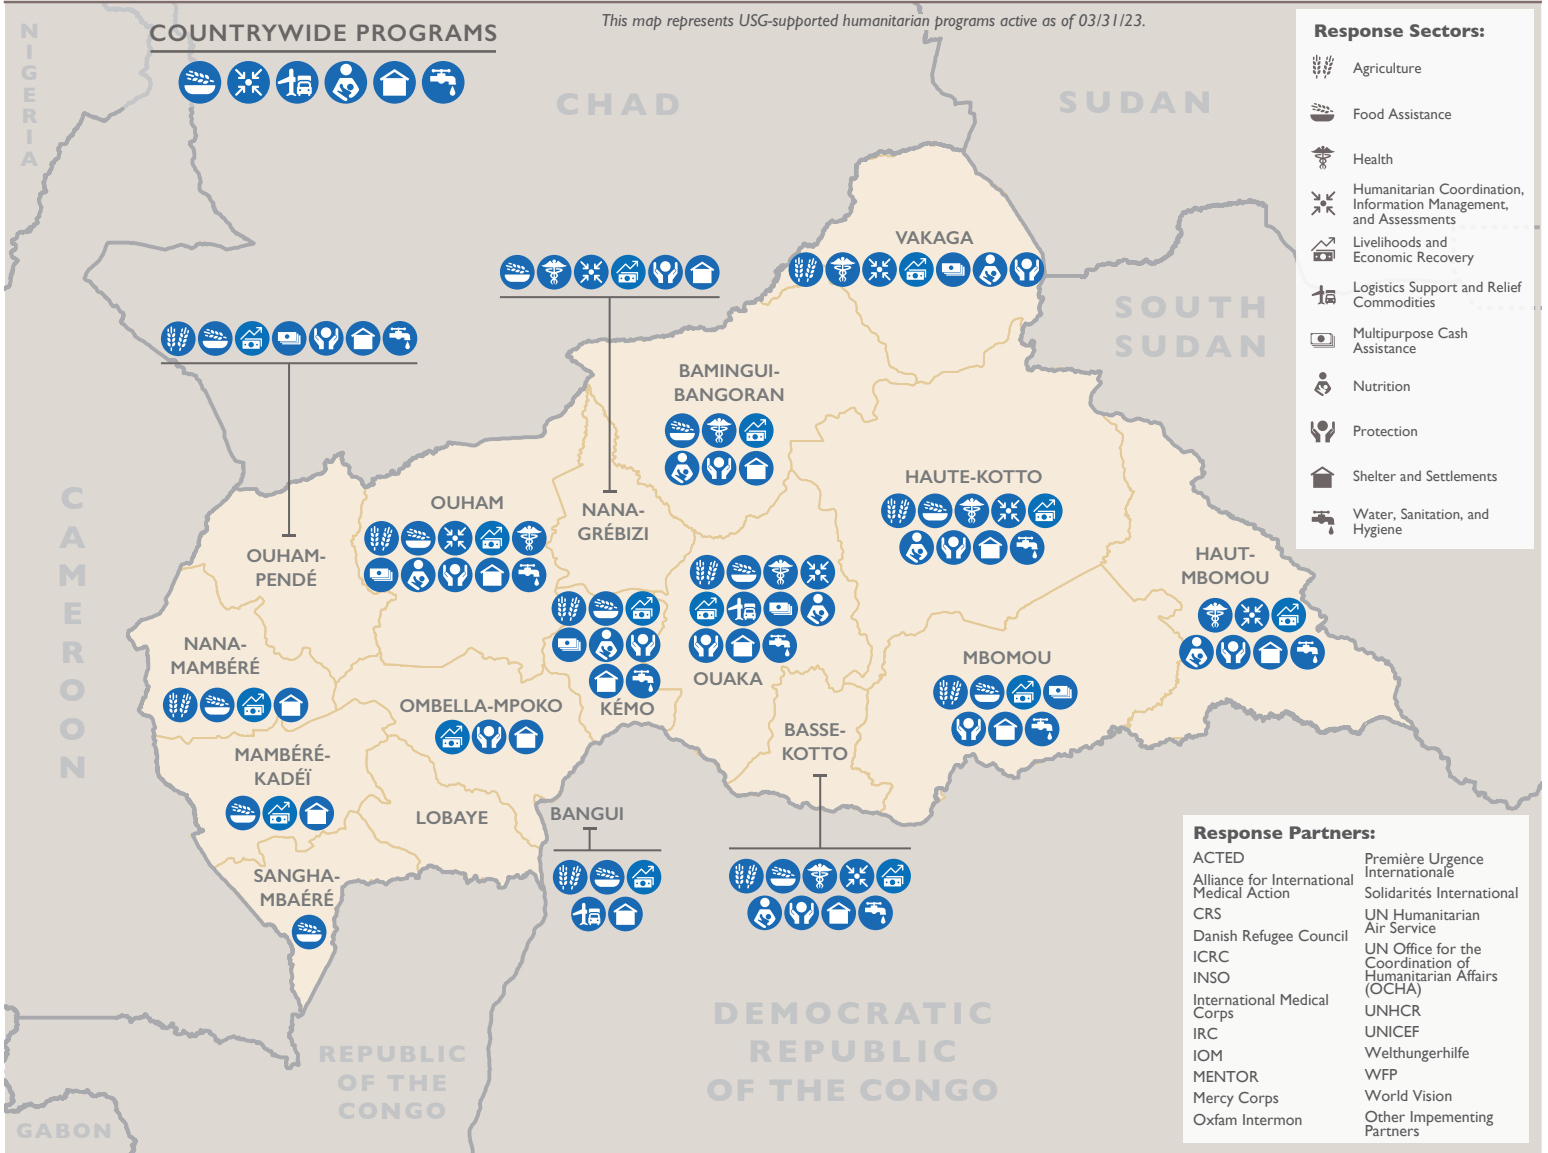 This map represents USG-supported humanitarian programs active as of 03/31/23.
COUNTRYWIDE PROGRAMS
NIGERIA
CHAD
SUDAN
SOUTH
SUDAN
CAMEROON
VAKAGA
BAMINGUI-
BANGORAN
HAUTE-KOTTO
OUHAM
NANA-
GRÉBIZI
OUHAM-
PENDÉ
HAUT-
MBOMOU
NANA-
MAMBÉRÉ
MBOMOU
OUAKA
OMBELLA-MPOKO
KÉMO
BASSE-
KOTTO
MAMBÉRÉ-
KADÉÏ
LOBAYE
BANGUI
SANGHA-
MBAÉRÉ
DEMOCRATIC
REPUBLIC
OF THE CONGO
REPUBLIC
OF THE
CONGO
GABON
Response Sectors:
Agriculture
Food Assistance
Health
Humanitarian Coordination,
Information Management,
and Assessments
Livelihoods and
Economic Recovery
Logistics Support and Relief
Commodities
Multipurpose Cash
Assistance
Nutrition
Protection
Shelter and Settlements
Water, Sanitation, and
Hygiene
Response Partners:
ACTED
Alliance for International
Medical Action
CRS
Danish Refugee Council
ICRC
INSO
International Medical
Corps
IRC
IOM
MENTOR
Mercy Corps
Oxfam Intermon
Première Urgence
Internationale
Solidarités International
UN Humanitarian
Air Service
UN Office for the
Coordination of
Humanitarian Affairs
(OCHA)
UNHCR
UNICEF
Welthungerhilfe
WFP
World Vision
Other Impementing
Partners